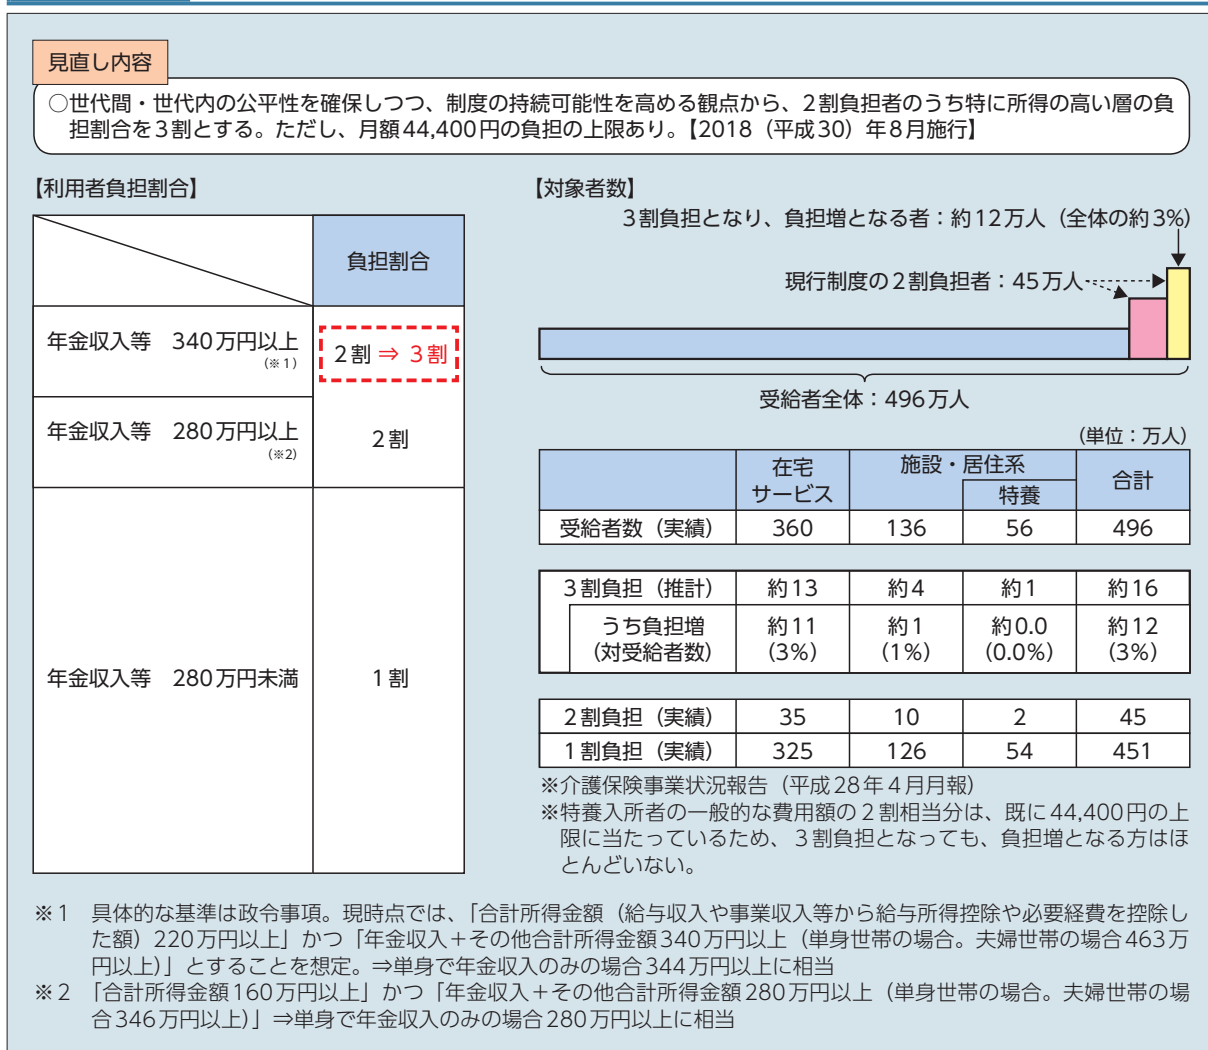 見直し内容
○世代間・世代内の公平性を確保しつつ、制度の持続可能性を高める観点から、2割負担者のうち特に所得の高い層の負
担割合を3割とする。ただし、月額44,400円の負担の上限あり。【2018（平成30）年8月施行】
【利用者負担割合】
負担割合
年金収入等　340万円以上
(※1)
2割 ⇒ 3割
年金収入等　280万円以上
(※2)
2割
年金収入等　280万円未満
1割
【対象者数】
3割負担となり、負担増となる者：約12万人（全体の約3%）
現行制度の2割負担者：45万人
受給者全体：496万人
（単位：万人）
在宅サービス　施設・居住系　特養　合計
受給者数（実績）　360　136　56　496
3割負担（推計）　約13　約4　約1　約16
うち負担増　約11　約1　約0.0　約12
（対受給者数）　(3%)　(1%)　(0.0%)　(3%)
2割負担（実績）　35　10　2　45
1割負担（実績）　325　126　54　451
※介護保険事業状況報告（平成28年4月月報）
※特養入所者の一般的な費用額の2割相当分は、既に44,400円の上
限に当たっているため、3割負担となっても、負担増となる方はほ
とんどいない。
※1　具体的な基準は政令事項。現時点では、「合計所得金額（給与収入や事業収入等から給与所得控除や必要経費を控除し
た額）220万円以上」かつ「年金収入＋その他合計所得金額340万円以上（単身世帯の場合。夫婦世帯の場合463万
円以上）」とすることを想定。⇒単身で年金収入のみの場合344万円以上に相当
※2　「合計所得金額160万円以上」かつ「年金収入＋その他合計所得金額280万円以上（単身世帯の場合。夫婦世帯の場
合346万円以上）」⇒単身で年金収入のみの場合280万円以上に相当